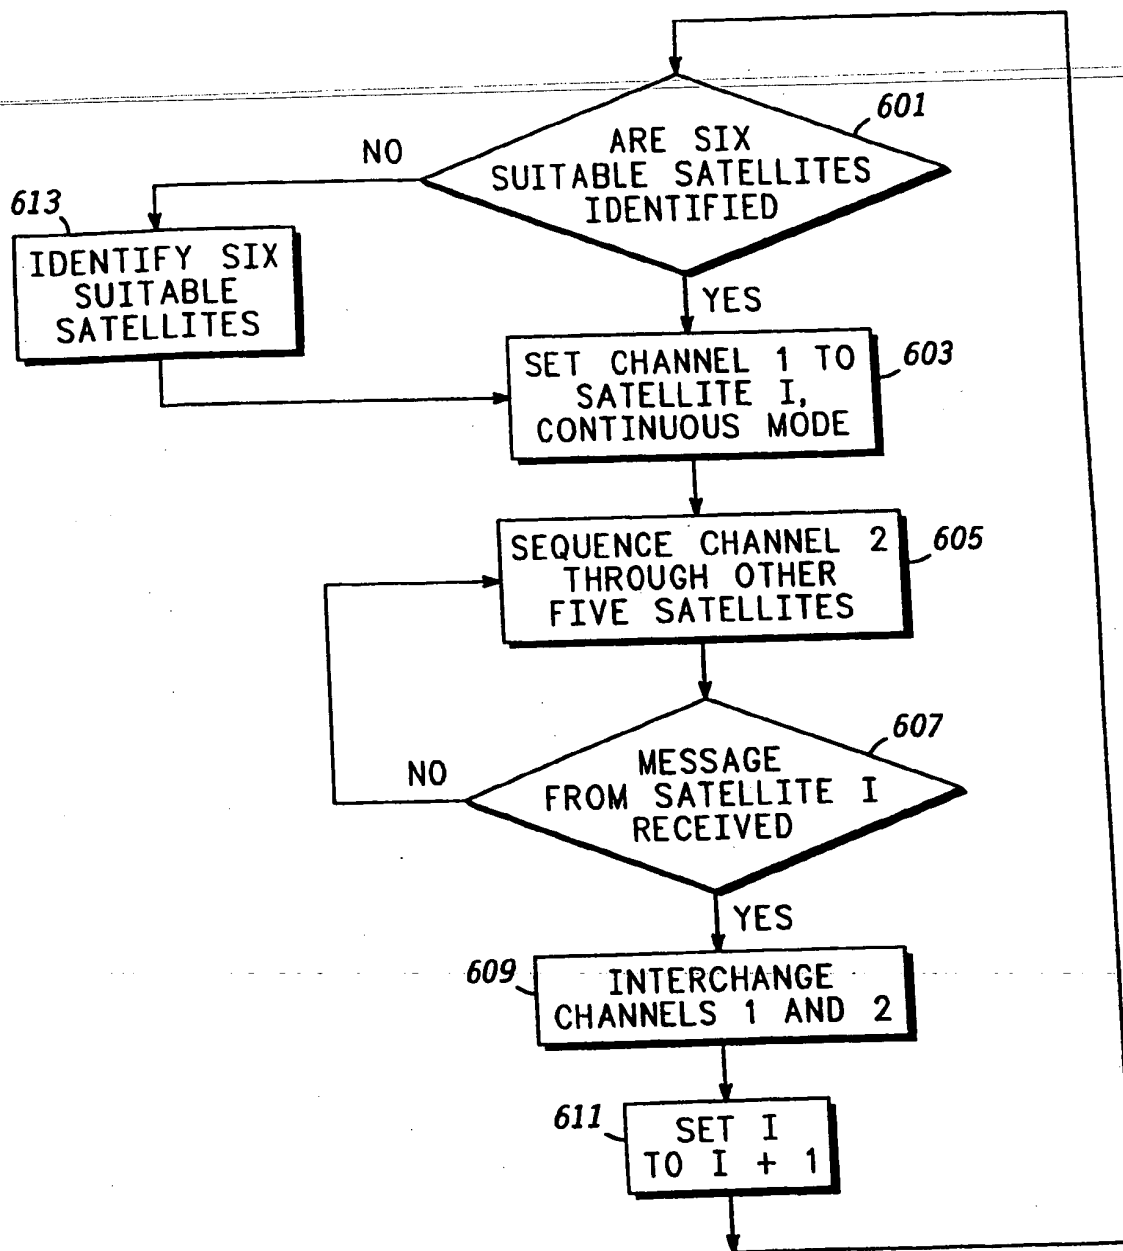 601
ARE SIX
SUITABLE SATELLITES
IDENTIFIED
NO
YES
613
IDENTIFY SIX
SUITABLE
SATELLITES
603
SET CHANNEL 1 TO
SATELLITE I,
CONTINUOUS MODE
605
SEQUENCE CHANNEL 2
THROUGH OTHER
FIVE SATELLITES
607
MESSAGE
FROM SATELLITE I
RECEIVED
NO
YES
609
INTERCHANGE
CHANNELS 1 AND 2
611
SET I
TO I + 1